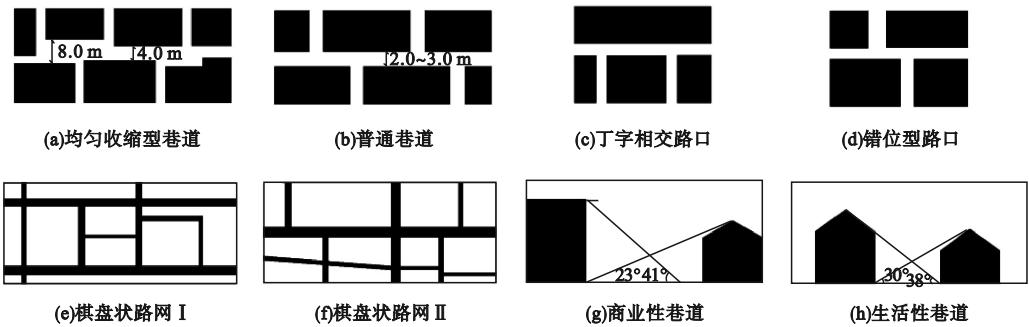 8.0 m 4.0 m 2.0~3.0 m
(a)均匀收缩型巷道 (b)普通巷道 (c)丁字相交路口 (d)错位型路口
23°41° 30° 38°
(e)棋盘状路网Ⅰ (f)棋盘状路网Ⅱ (g)商业性巷道 (h)生活性巷道